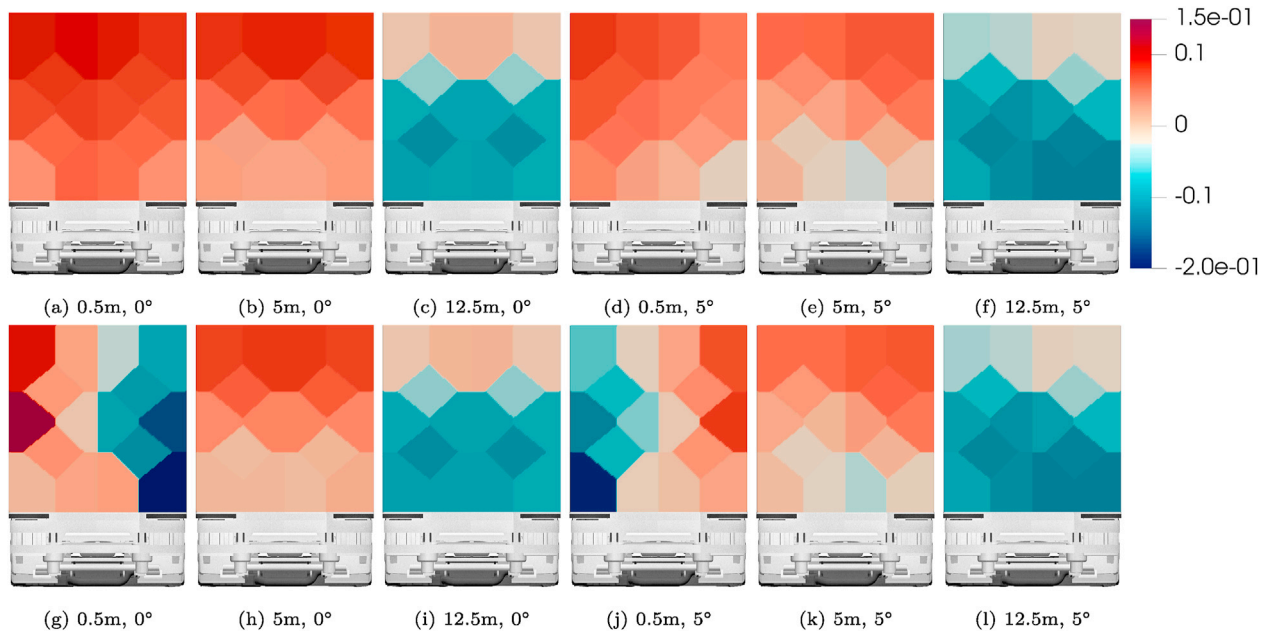 1.5e-01
0.1
0
-0.1
-2.0e-01
(a) 0.5m, 0°
(b) 5m, 0°
(c) 12.5m, 0°
(d) 0.5m, 5°
(e) 5m, 5°
(f) 12.5m, 5°
(g) 0.5m, 0°
(h) 5m, 0°
(i) 12.5m, 0°
(j) 0.5m, 5°
(k) 5m, 5°
(l) 12.5m, 5°